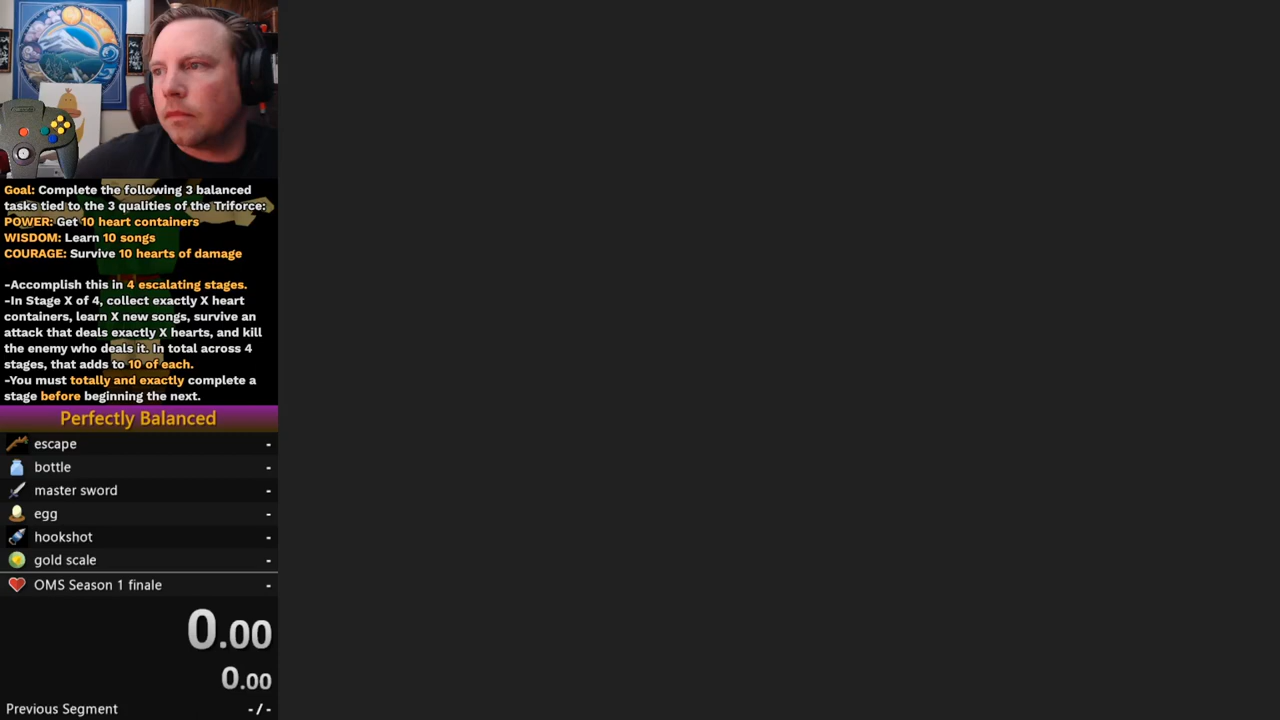 Goal: Complete the following 3 balanced
tasks tied to the 3 qualities of the Triforce:
POWER: Get 10 heart containers
WISDOM: Learn 10 songs
COURAGE: Survive 10 hearts of damage
-Accomplish this in 4 escalating stages.
-In Stage X of 4, collect exactly X heart
containers, learn X new songs, survive an
attack that deals exactly X hearts, and kill
the enemy who deals it. In total across 4
stages, that adds to 10 of each.
-You must totally and exactly complete a
stage before beginning the next.
Perfectly Balanced
escape -
bottle -
master sword -
egg -
hookshot -
gold scale -
OMS Season 1 finale -
0.00
0.00
Previous Segment -/-